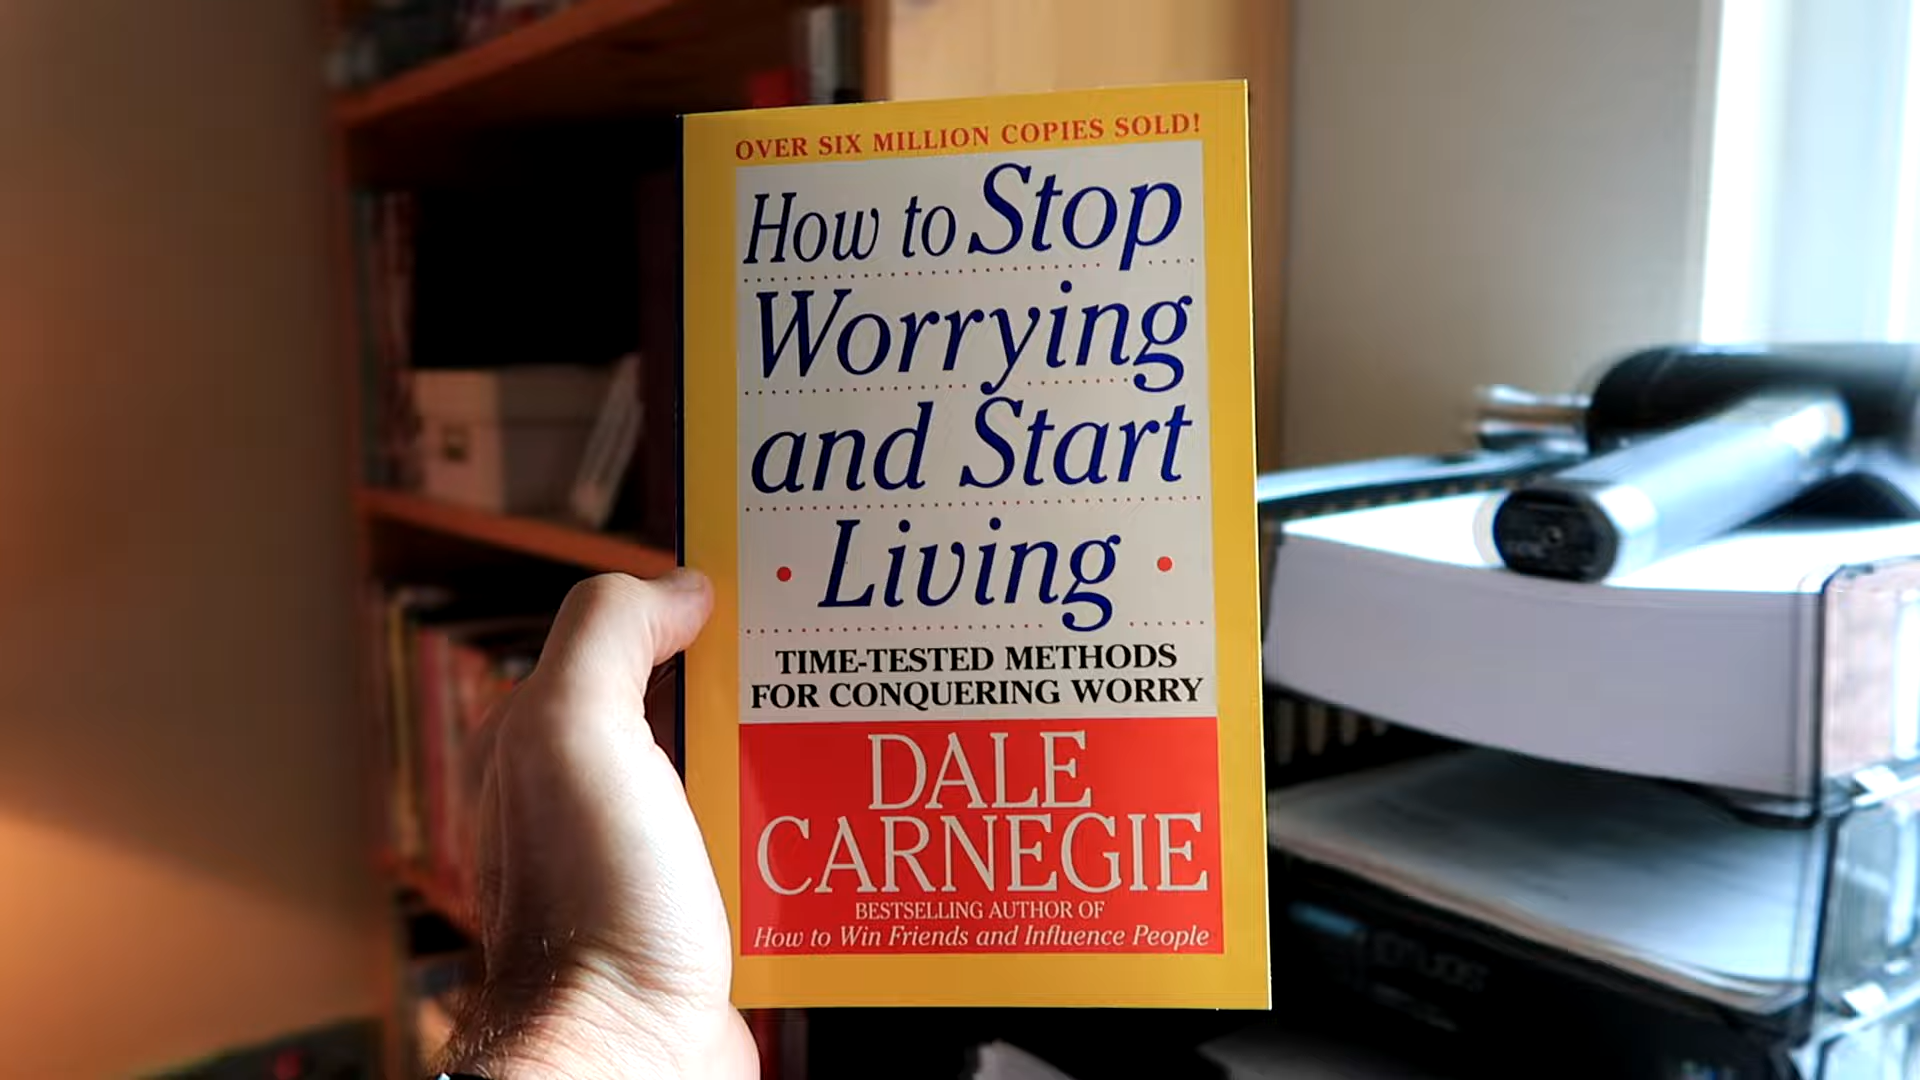 OVER SIX MILLION COPIES SOLD!
How to Stop
Worrying
and Start
• Living •
TIME-TESTED METHODS
FOR CONQUERING WORRY
DALE
CARNEGIE
BESTSELLING AUTHOR OF
How to Win Friends and Influence People